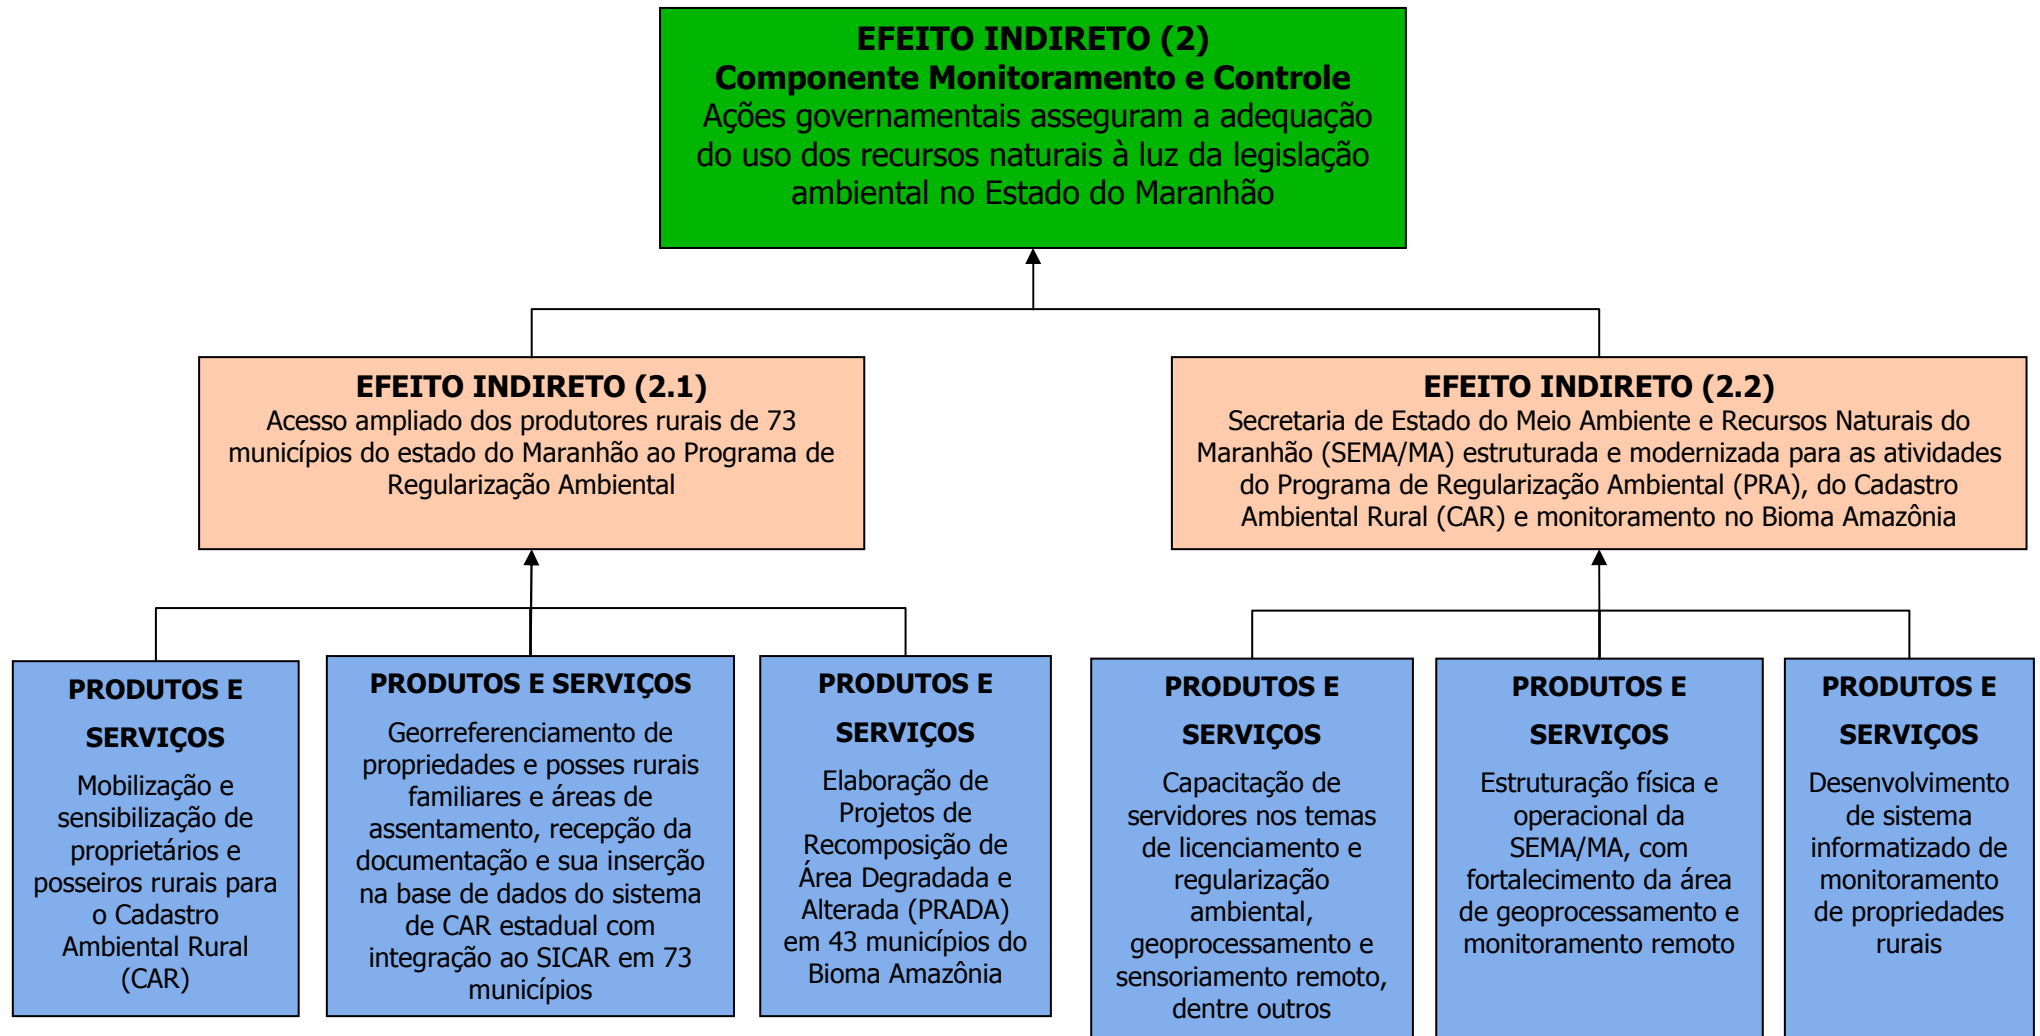 EFEITO INDIRETO (2)
Componente Monitoramento e Controle
Ações governamentais asseguram a adequação
do uso dos recursos naturais à luz da legislação
ambiental no Estado do Maranhão
EFEITO INDIRETO (2.1)
Acesso ampliado dos produtores rurais de 73
municípios do estado do Maranhão ao Programa de
Regularização Ambiental
EFEITO INDIRETO (2.2)
Secretaria de Estado do Meio Ambiente e Recursos Naturais do
Maranhão (SEMA/MA) estruturada e modernizada para as atividades
do Programa de Regularização Ambiental (PRA), do Cadastro
Ambiental Rural (CAR) e monitoramento no Bioma Amazônia
PRODUTOS E
SERVIÇOS
Mobilização e
sensibilização de
proprietários e
posseiros rurais para
o Cadastro
Ambiental Rural
(CAR)
PRODUTOS E SERVIÇOS
Georreferenciamento de
propriedades e posses rurais
familiares e áreas de
assentamento, recepção da
documentação e sua inserção
na base de dados do sistema
de CAR estadual com
integração ao SICAR em 73
municípios
PRODUTOS E
SERVIÇOS
Elaboração de
Projetos de
Recomposição de
Área Degradada e
Alterada (PRADA)
em 43 municípios do
Bioma Amazônia
PRODUTOS E
SERVIÇOS
Capacitação de
servidores nos temas
de licenciamento e
regularização
ambiental,
geoprocessamento e
sensoriamento remoto,
dentre outros
PRODUTOS E
SERVIÇOS
Estruturação física e
operacional da
SEMA/MA, com
fortalecimento da área
de geoprocessamento e
monitoramento remoto
PRODUTOS E
SERVIÇOS
Desenvolvimento
de sistema
informatizado de
monitoramento
de propriedades
rurais